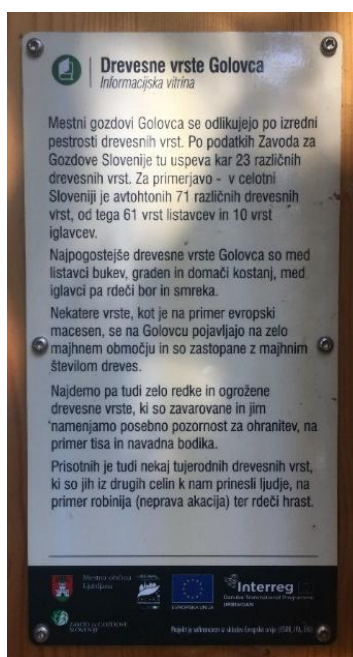 Drevesne vrste Golovca
Informacijska vitrina
Mestni gozdovi Golovca se odlikujejo po izredni
pestrosti drevesnih vrst. Po podatkih Zavoda za
Gozdove Slovenije tu uspeva kar 23 različnih
drevesnih vrst. Za primerjavo - v celotni
Sloveniji je avtohtonih 71 različnih drevesnih
vrst, od tega 61 vrst listavcev in 10 vrst
iglavcev.
Najpogostejše drevesne vrste Golovca so med
listavci bukev, graden in domači kostanj, med
iglavci pa rdeči bor in smreka.
Nekatere vrste, kot je na primer evropski
macesen, se na Golovcu pojavljajo na zelo
majhnem območju in so zastopane z majhnim
številom dreves.
Najdemo pa tudi zelo redke in ogrožene
drevesne vrste, ki so zavarovane in jim
namenjamo posebno pozornost za ohranitev, na
primer tisa in navadna bodika.
Prisotnih je tudi nekaj tujerodnih drevesnih vrst,
ki so jih iz drugih celin k nam prinesli ljudje, na
primer robinija (neprava akacija) ter rdeči hrast.
Mestna občina
Ljubljana
EVROPSKA UNIJA
Interreg
Danube Transnational Programme
ZAVOD ZA GOZDOVE
SLOVENIJE